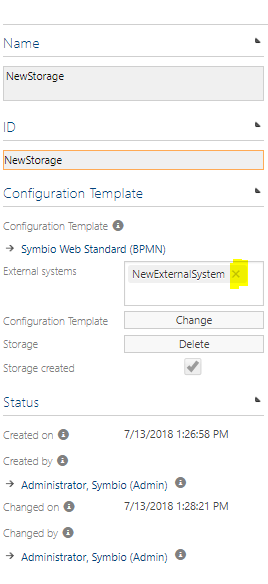 Name
NewStorage
ID
NewStorage
Configuration Template
Configuration Template
Symbio Web Standard (BPMN)
External systems NewExternalSystem
Configuration Template Change
Storage Delete
Storage created
Status
Created on 7/13/2018 1:26:58 PM
Created by
Administrator, Symbio (Admin)
Changed on 7/13/2018 1:28:21 PM
Changed by
Administrator, Symbio (Admin)